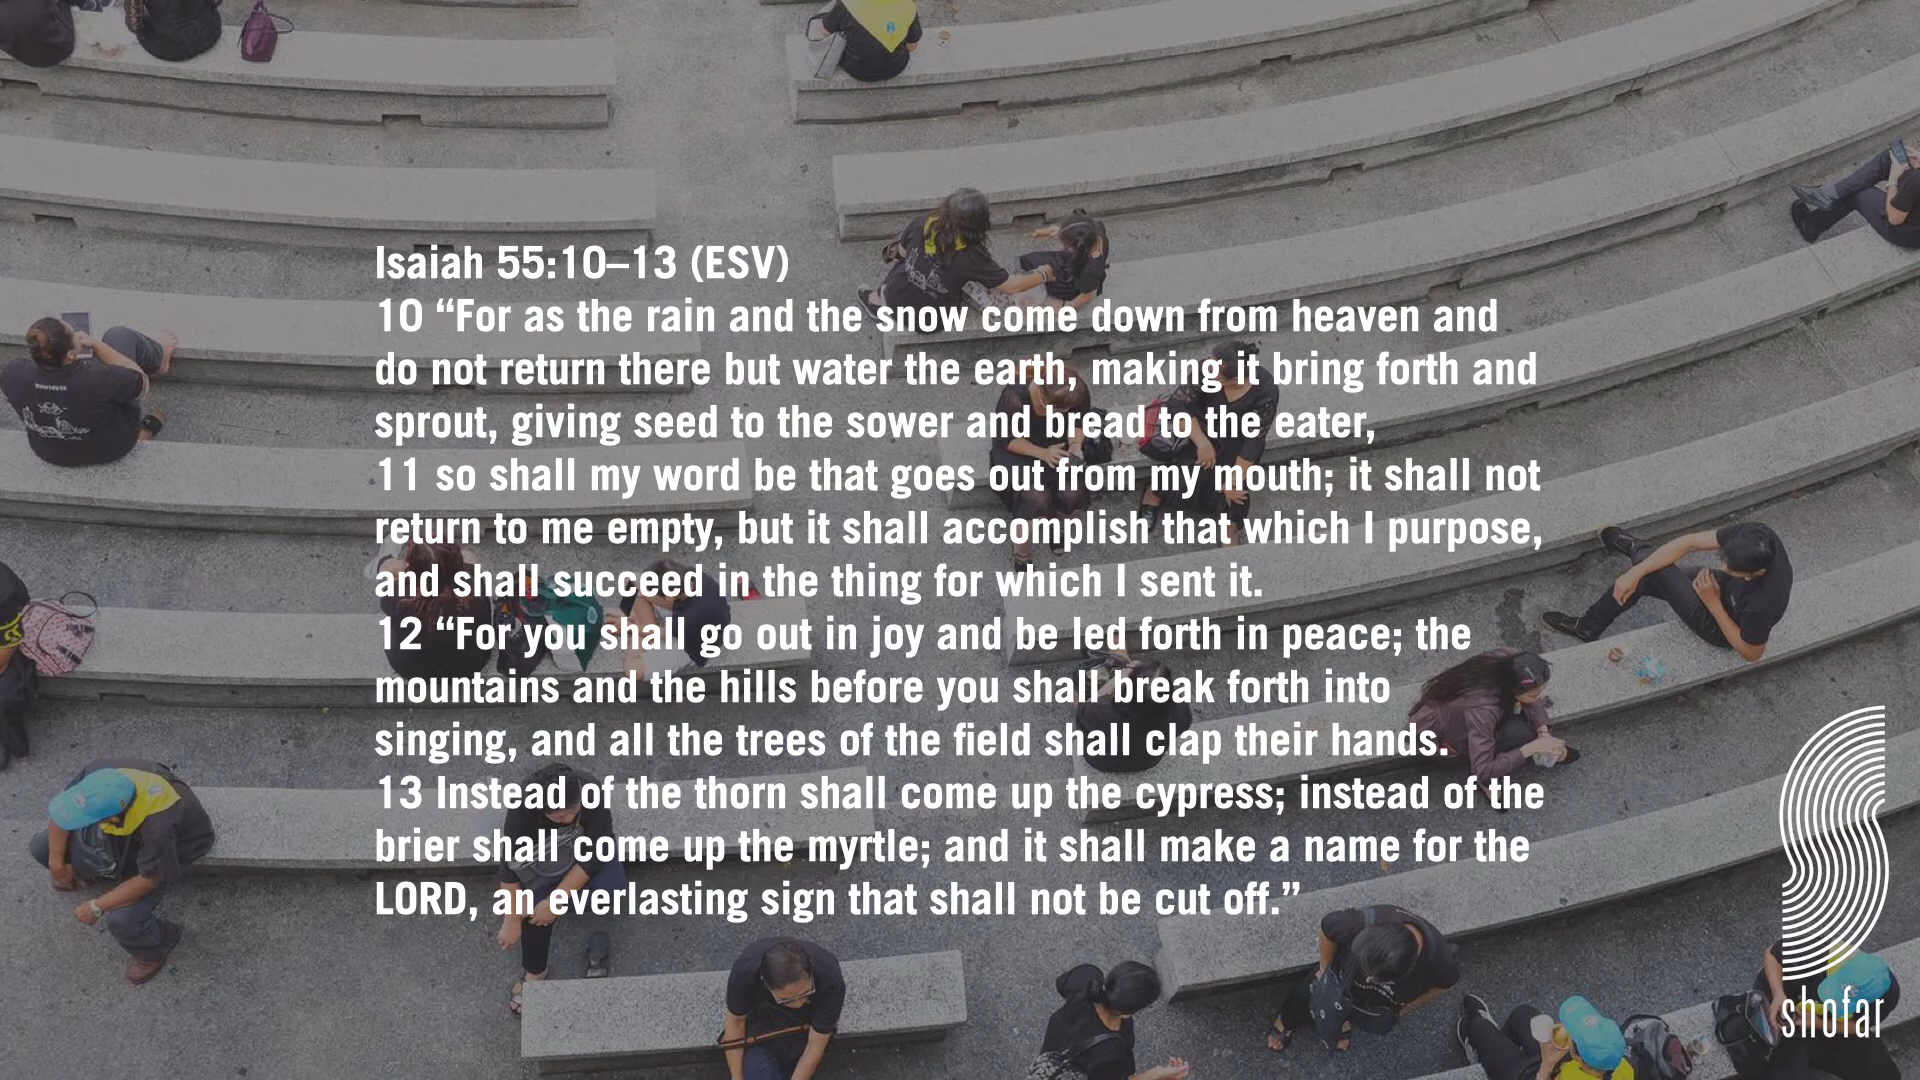 Isaiah 55:10–13 (ESV)
10 “For as the rain and the snow come down from heaven and
do not return there but water the earth, making it bring forth and
sprout, giving seed to the sower and bread to the eater,
11 so shall my word be that goes out from my mouth; it shall not
return to me empty, but it shall accomplish that which I purpose,
and shall succeed in the thing for which I sent it.
12 “For you shall go out in joy and be led forth in peace; the
mountains and the hills before you shall break forth into
singing, and all the trees of the field shall clap their hands.
13 Instead of the thorn shall come up the cypress; instead of the
brier shall come up the myrtle; and it shall make a name for the
LORD, an everlasting sign that shall not be cut off.”
shofar